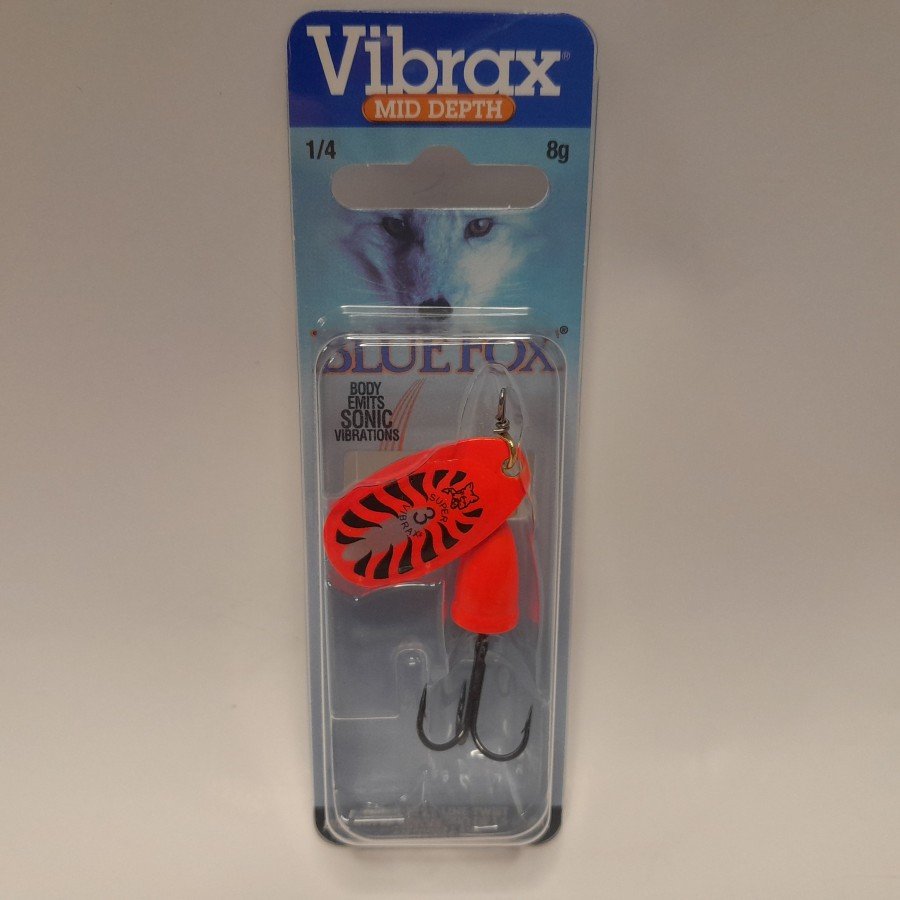 Vibrax®
MID DEPTH
1/4
8g
BLUE FOX®
BODY
EMITS
SONIC
VIBRATIONS
SUPER
3
VIBRAX